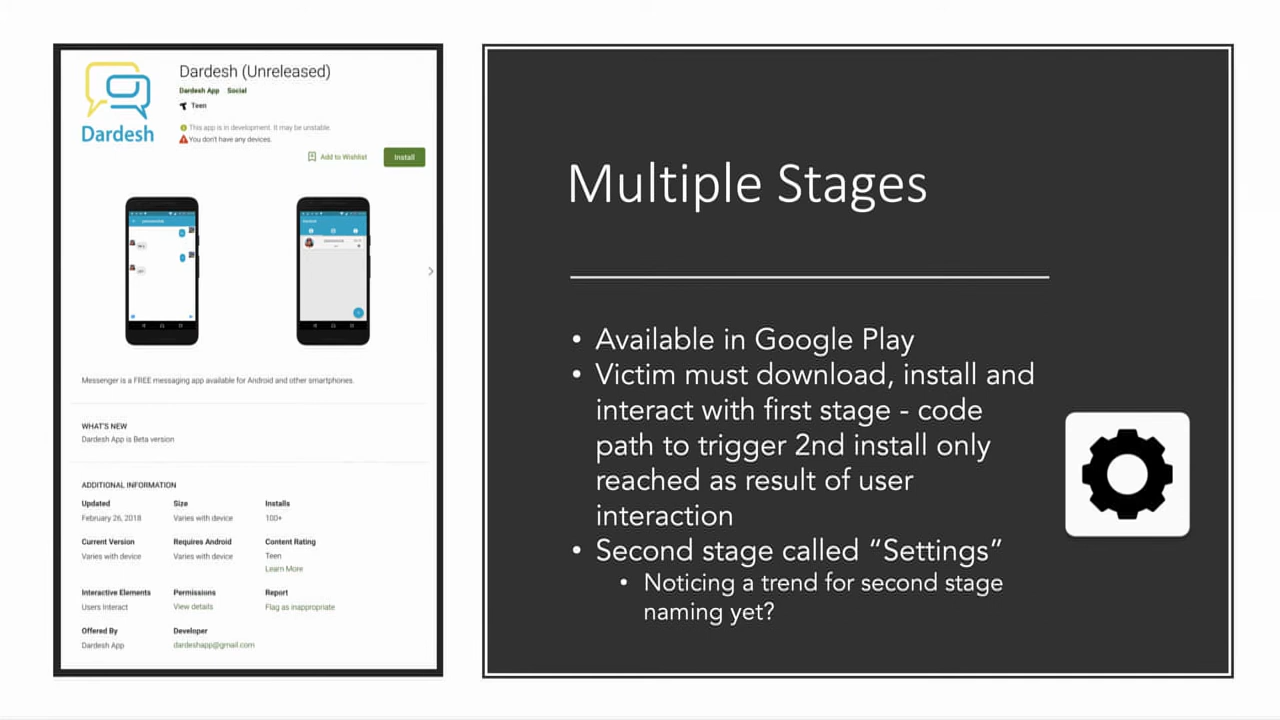 Dardesh
Dardesh (Unreleased)
Dardesh App Social
Teen
This app is in development. It may be unstable.
You don't have any devices.
Add to Wishlist
Install
Messenger is a FREE messaging app available for Android and other smartphones.
WHAT'S NEW
Dardesh App is Beta version
ADDITIONAL INFORMATION
Updated Size Installs
February 26, 2018 Varies with device 100+
Current Version Requires Android Content Rating
Varies with device Varies with device Teen
Learn More
Interactive Elements Permissions Report
Users Interact View details Flag as inappropriate
Offered By Developer
Dardesh App dardeshapp@gmail.com
Multiple Stages
• Available in Google Play
• Victim must download, install and
interact with first stage - code
path to trigger 2nd install only
reached as result of user
interaction
• Second stage called “Settings”
• Noticing a trend for second stage
naming yet?